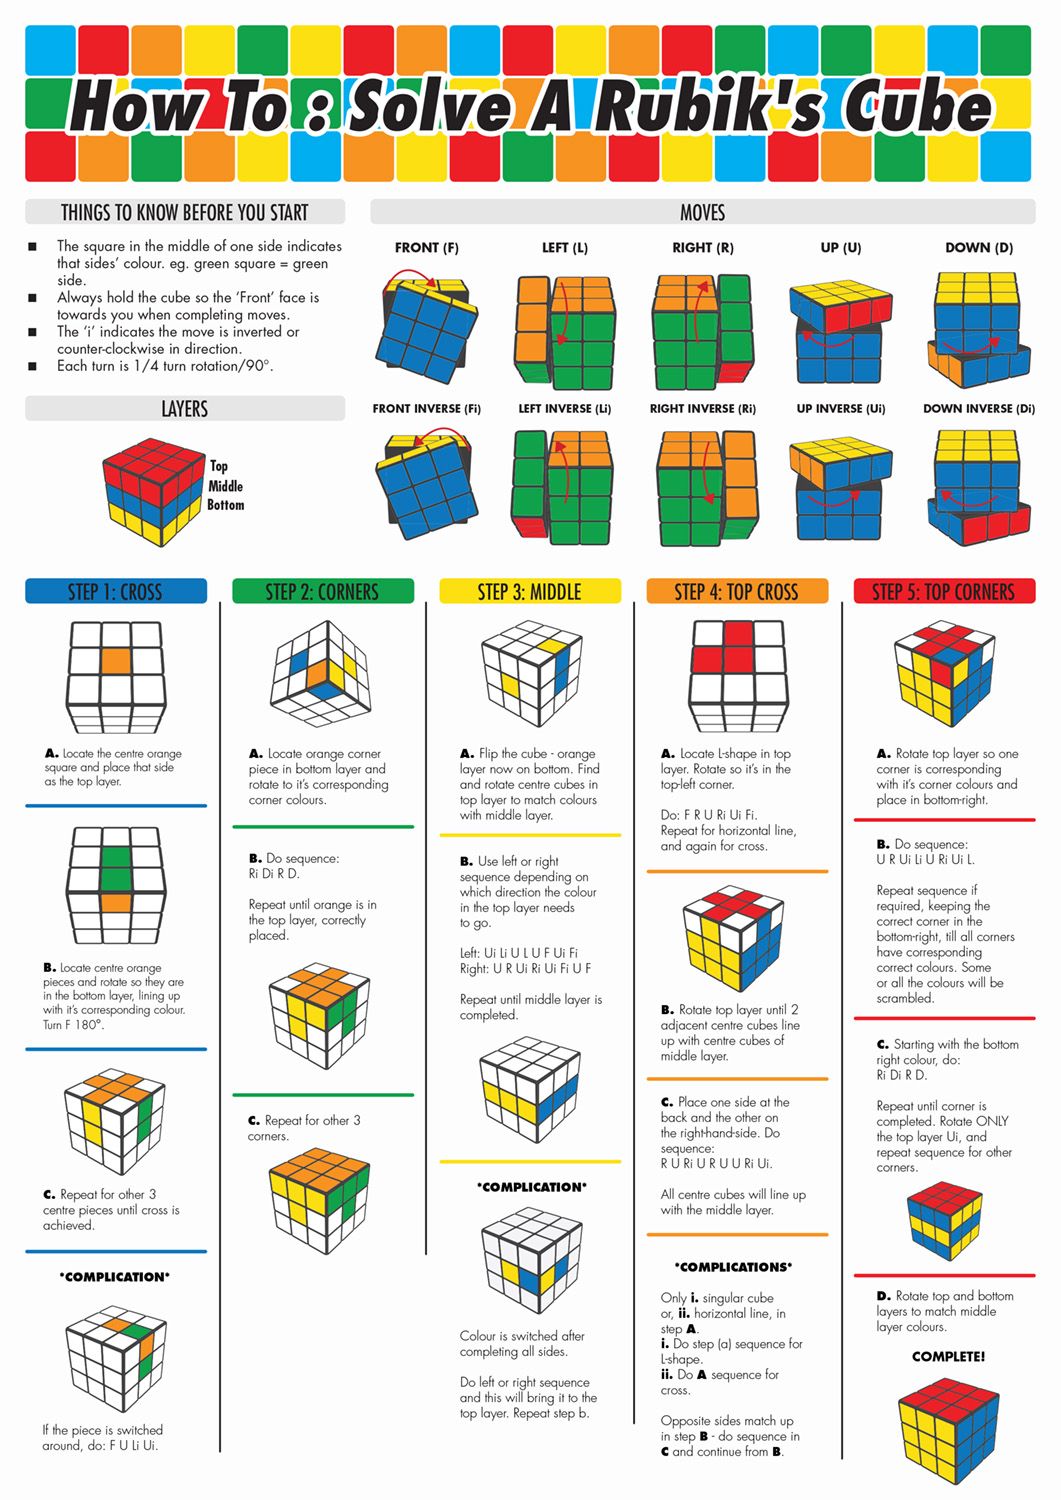 How To : Solve A Rubik's Cube
THINGS TO KNOW BEFORE YOU START
The square in the middle of one side indicates
that sides' colour. eg. green square = green
side.
Always hold the cube so the 'Front' face is
towards you when completing moves.
The 'i' indicates the move is inverted or
counter-clockwise in direction.
Each turn is 1/4 turn rotation/90°.
LAYERS
Top
Middle
Bottom
MOVES
FRONT (F)
LEFT (L)
RIGHT (R)
UP (U)
DOWN (D)
FRONT INVERSE (Fi)
LEFT INVERSE (Li)
RIGHT INVERSE (Ri)
UP INVERSE (Ui)
DOWN INVERSE (Di)
STEP 1: CROSS
A. Locate the centre orange
square and place that side
as the top layer.
B. Locate centre orange
pieces and rotate so they are
in the bottom layer, lining up
with it's corresponding colour.
Turn F 180°.
C. Repeat for other 3
centre pieces until cross is
achieved.
*COMPLICATION*
If the piece is switched
around, do: F U Li Ui.
STEP 2: CORNERS
A. Locate orange corner
piece in bottom layer and
rotate to it's corresponding
corner colours.
B. Do sequence:
Ri Di R D.
Repeat until orange is in
the top layer, correctly
placed.
C. Repeat for other 3
corners.
STEP 3: MIDDLE
A. Flip the cube - orange
layer now on bottom. Find
and rotate centre cubes in
top layer to match colours
with middle layer.
B. Use left or right
sequence depending on
which direction the colour
in the top layer needs
to go.
Left: Ui Li U L U F Ui Fi
Right: U R Ui Ri Ui Fi U F
Repeat until middle layer is
completed.
*COMPLICATION*
Colour is switched after
completing all sides.
Do left or right sequence
and this will bring it to the
top layer. Repeat step b.
STEP 4: TOP CROSS
A. Locate L-shape in top
layer. Rotate so it's in the
top-left corner.
Do: F R U Ri Ui Fi.
Repeat for horizontal line,
and again for cross.
B. Rotate top layer until 2
adjacent centre cubes line
up with centre cubes of
middle layer.
C. Place one side at the
back and the other on
the right-hand-side. Do
sequence:
R U Ri U R U U Ri Ui.
All centre cubes will line up
with the middle layer.
*COMPLICATIONS*
Only i. singular cube
or, ii. horizontal line, in
step A.
i. Do step (a) sequence for
L-shape.
ii. Do A sequence for
cross.
Opposite sides match up
in step B - do sequence in
C and continue from B.
STEP 5: TOP CORNERS
A. Rotate top layer so one
corner is corresponding
with it's corner colours and
place in bottom-right.
B. Do sequence:
U R Ui Li U Ri Ui L.
Repeat sequence if
required, keeping the
correct corner in the
bottom-right, till all corners
have corresponding
correct colours. Some
or all the colours will be
scrambled.
C. Starting with the bottom
right colour, do:
Ri Di R D.
Repeat until corner is
completed. Rotate ONLY
the top layer Ui, and
repeat sequence for other
corners.
D. Rotate top and bottom
layers to match middle
layer colours.
COMPLETE!